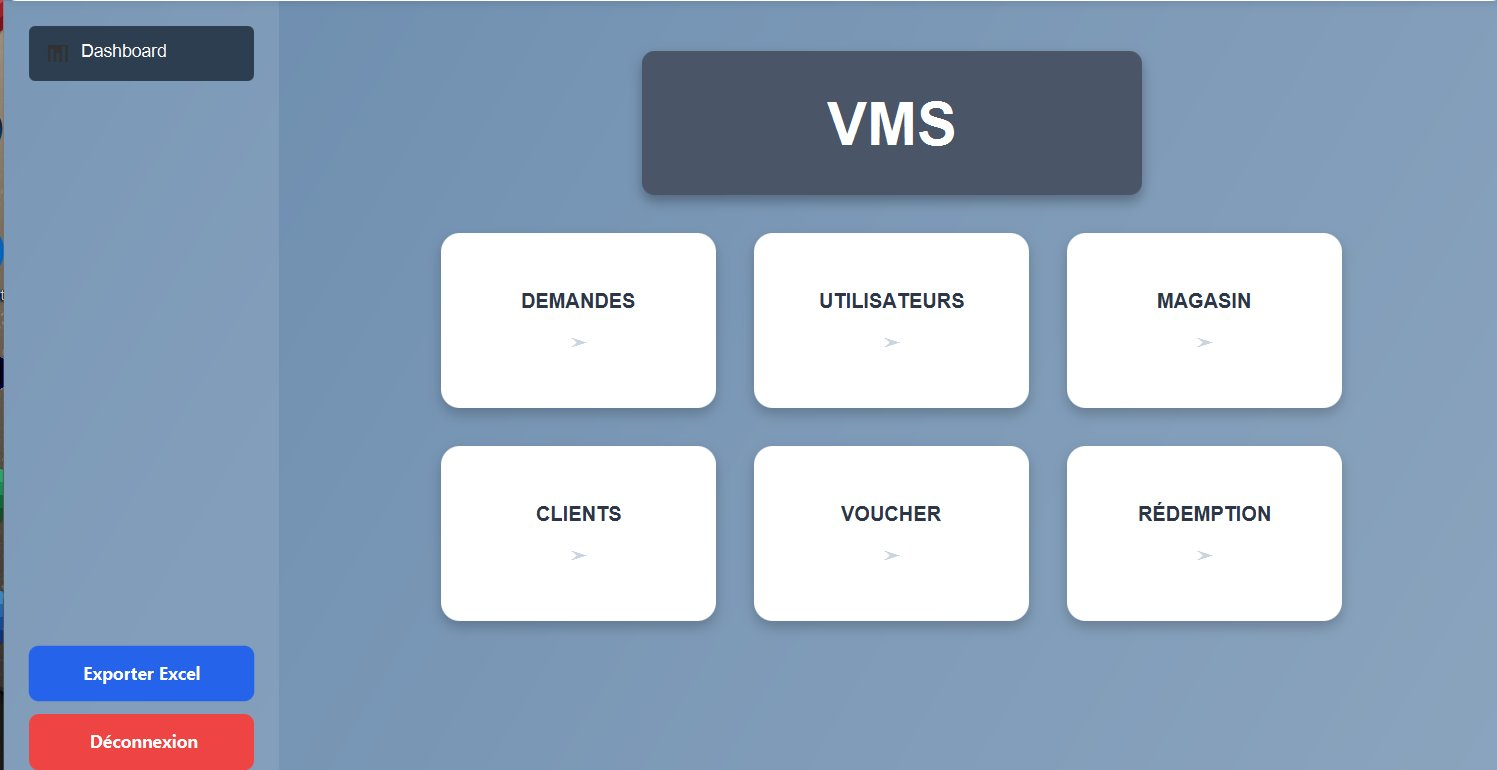 Dashboard
VMS
DEMANDES
UTILISATEURS
MAGASIN
CLIENTS
VOUCHER
RÉDEMPTION
Exporter Excel
Déconnexion